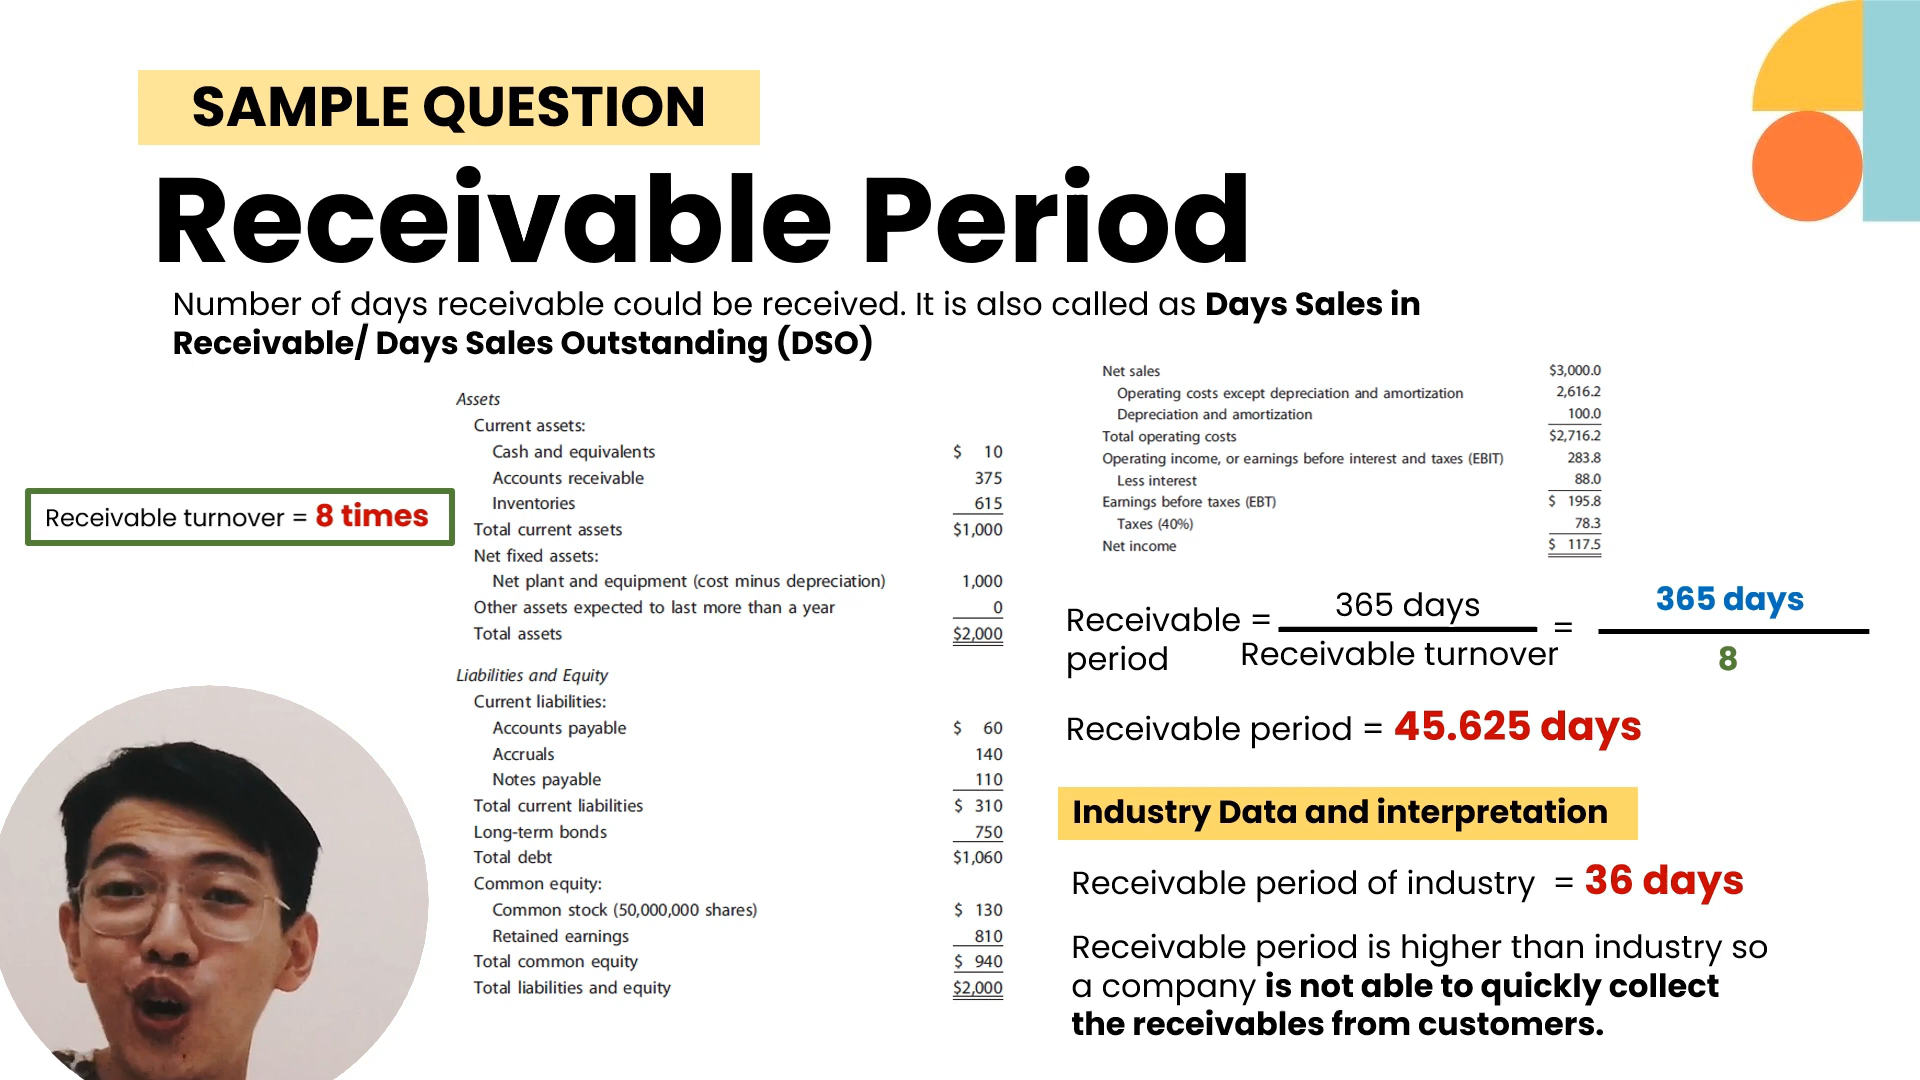 SAMPLE QUESTION
Receivable Period
Number of days receivable could be received. It is also called as Days Sales in
Receivable/ Days Sales Outstanding (DSO)
Receivable turnover = 8 times
Assets
Current assets:
Cash and equivalents $ 10
Accounts receivable 375
Inventories 615
Total current assets $1,000
Net fixed assets:
Net plant and equipment (cost minus depreciation) 1,000
Other assets expected to last more than a year 0
Total assets $2,000
Liabilities and Equity
Current liabilities:
Accounts payable $ 60
Accruals 140
Notes payable 110
Total current liabilities $ 310
Long-term bonds 750
Total debt $1,060
Common equity:
Common stock (50,000,000 shares) $ 130
Retained earnings 810
Total common equity $ 940
Total liabilities and equity $2,000
Net sales $3,000.0
Operating costs except depreciation and amortization 2,616.2
Depreciation and amortization 100.0
Total operating costs $2,716.2
Operating income, or earnings before interest and taxes (EBIT) 283.8
Less interest 88.0
Earnings before taxes (EBT) $ 195.8
Taxes (40%) 78.3
Net income $ 117.5
Receivable = 365 days = 365 days
period Receivable turnover 8
Receivable period = 45.625 days
Industry Data and interpretation
Receivable period of industry = 36 days
Receivable period is higher than industry so
a company is not able to quickly collect
the receivables from customers.